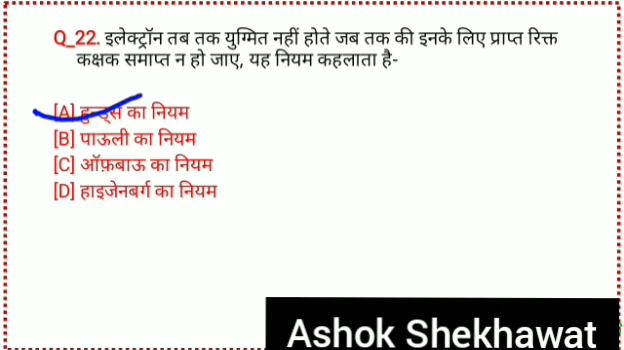 Q_22. इलेक्ट्रॉन तब तक युग्मित नहीं होते जब तक की इनके लिए प्राप्त रिक्त
कक्षक समाप्त न हो जाए, यह नियम कहलाता है-
[A] हुन्ड्स का नियम
[B] पाऊली का नियम
[C] ऑफ़बाऊ का नियम
[D] हाइजेनबर्ग का नियम
Ashok Shekhawat